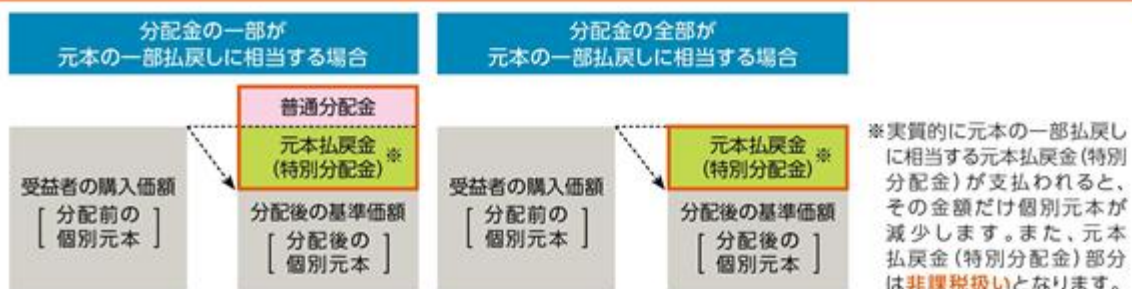 分配金の一部が
元本の一部払戻しに相当する場合
普通分配金
元本払戻金
(特別分配金) ※
受益者の購入価額
[ 分配前の
個別元本 ]
分配後の基準価額
[ 分配後の
個別元本 ]
分配金の全部が
元本の一部払戻しに相当する場合
元本払戻金
(特別分配金) ※
受益者の購入価額
[ 分配前の
個別元本 ]
分配後の基準価額
[ 分配後の
個別元本 ]
※実質的に元本の一部払戻し
に相当する元本払戻金(特別
分配金)が支払われると、
その金額だけ個別元本が
減少します。また、元本
払戻金(特別分配金)部分
は非課税扱いとなります。